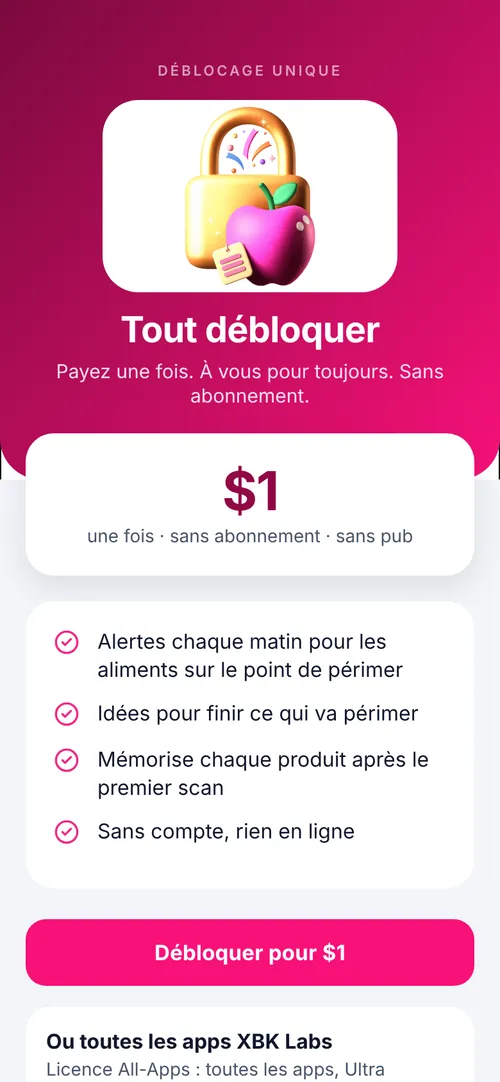 DÉBLOCAGE UNIQUE
Tout débloquer
Payez une fois. À vous pour toujours. Sans
abonnement.
$1
une fois · sans abonnement · sans pub
Alertes chaque matin pour les
aliments sur le point de périmer
Idées pour finir ce qui va périmer
Mémorise chaque produit après le
premier scan
Sans compte, rien en ligne
Débloquer pour $1
Ou toutes les apps XBK Labs
Licence All-Apps : toutes les apps, Ultra